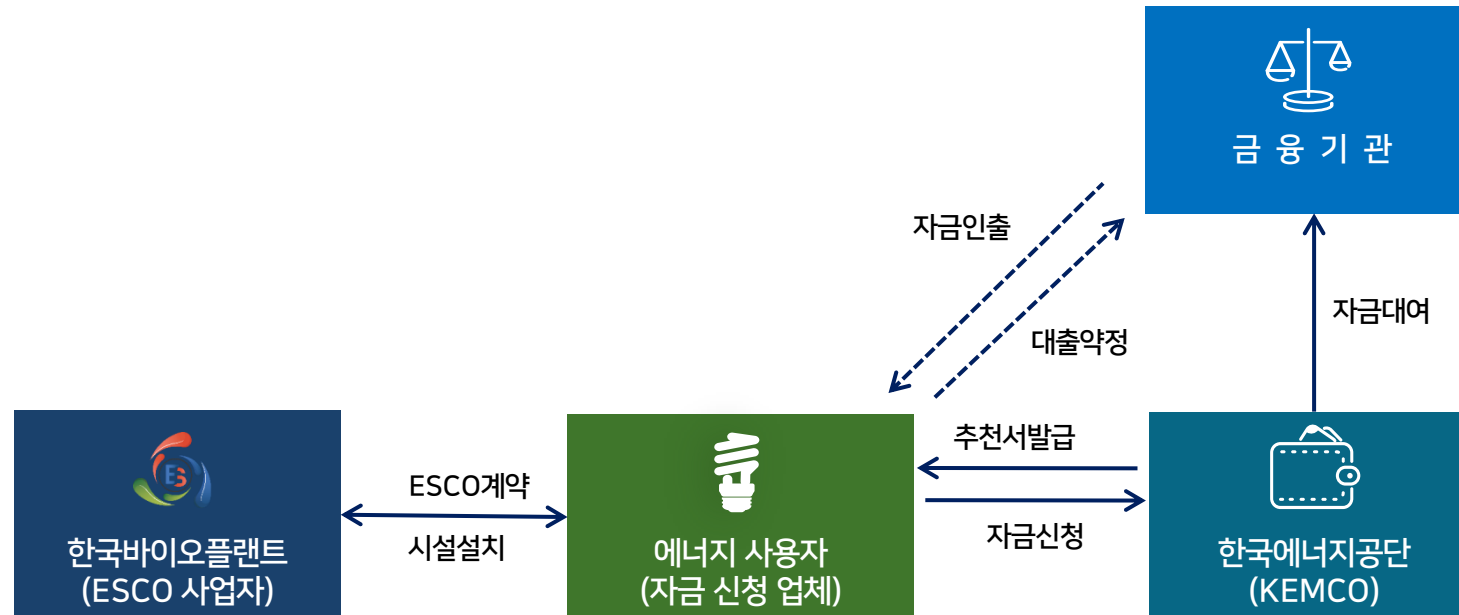 금융기관
자금인출
대출약정
자금대여
추천서발급
자금신청
ESCO계약
시설설치
ES
한국바이오플랜트
(ESCO 사업자)
에너지 사용자
(자금 신청 업체)
한국에너지공단
(KEMCO)